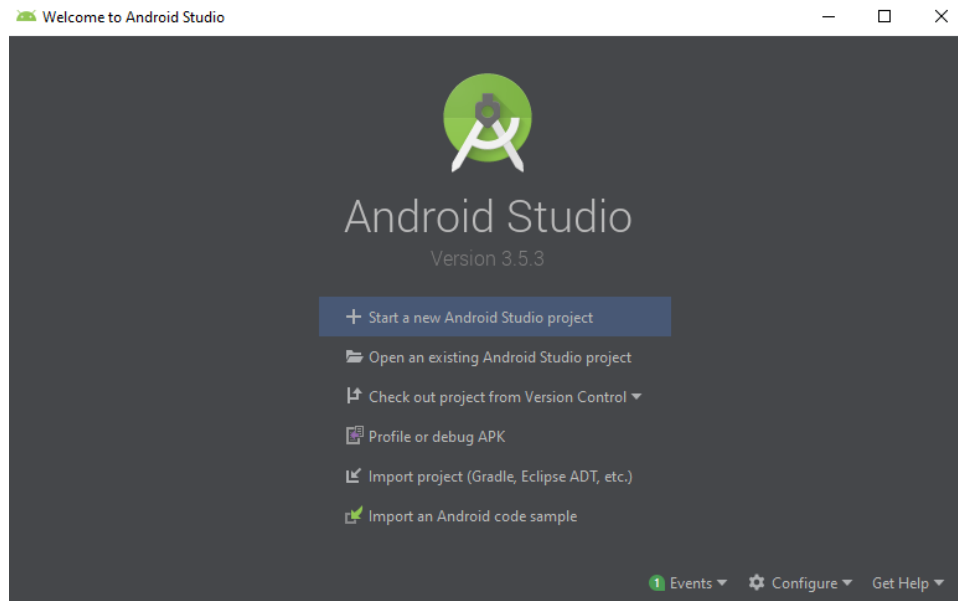 Welcome to Android Studio
Android Studio
Version 3.5.3
Start a new Android Studio project
Open an existing Android Studio project
Check out project from Version Control
Profile or debug APK
Import project (Gradle, Eclipse ADT, etc.)
Import an Android code sample
1 Events Configure Get Help